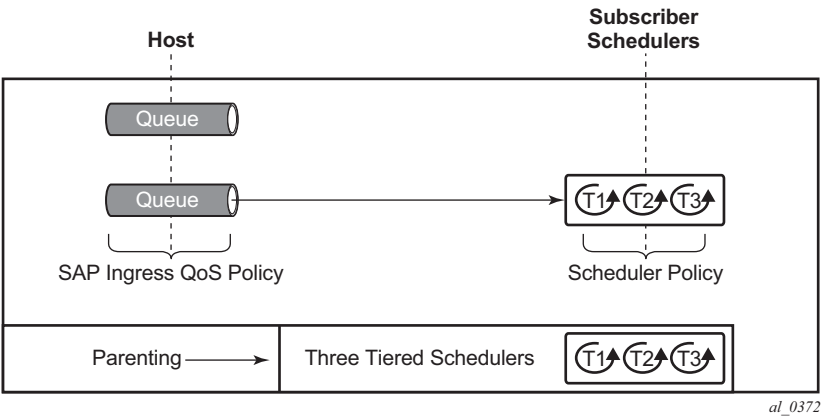 Host
Subscriber
Schedulers
Queue
Queue
T1 T2 T3
SAP Ingress QoS Policy
Scheduler Policy
Parenting
Three Tiered Schedulers
T1 T2 T3
al_0372